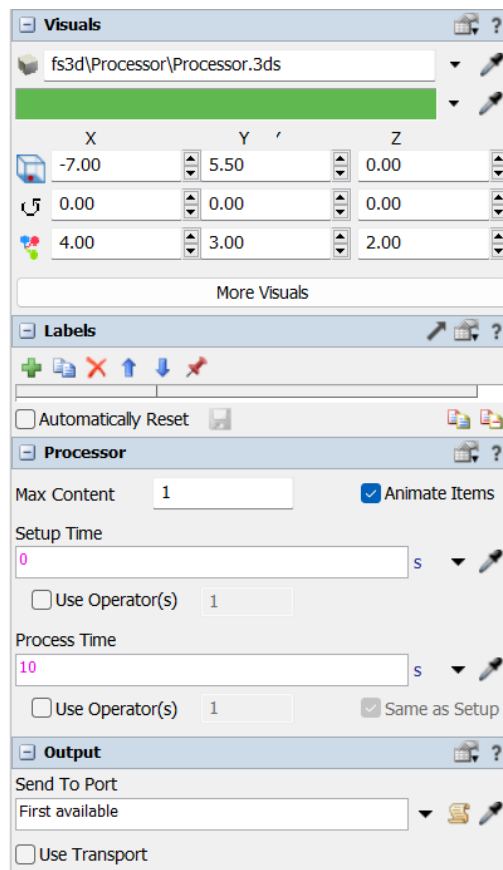 Visuals
?
fs3d\Processor\Processor.3ds
X Y Z
-7.00 5.50 0.00
0.00 0.00 0.00
4.00 3.00 2.00
More Visuals
Labels
?
Automatically Reset
Processor
?
Max Content 1 Animate Items
Setup Time
0 s
Use Operator(s) 1
Process Time
10 s
Use Operator(s) 1 Same as Setup
Output
?
Send To Port
First available
Use Transport